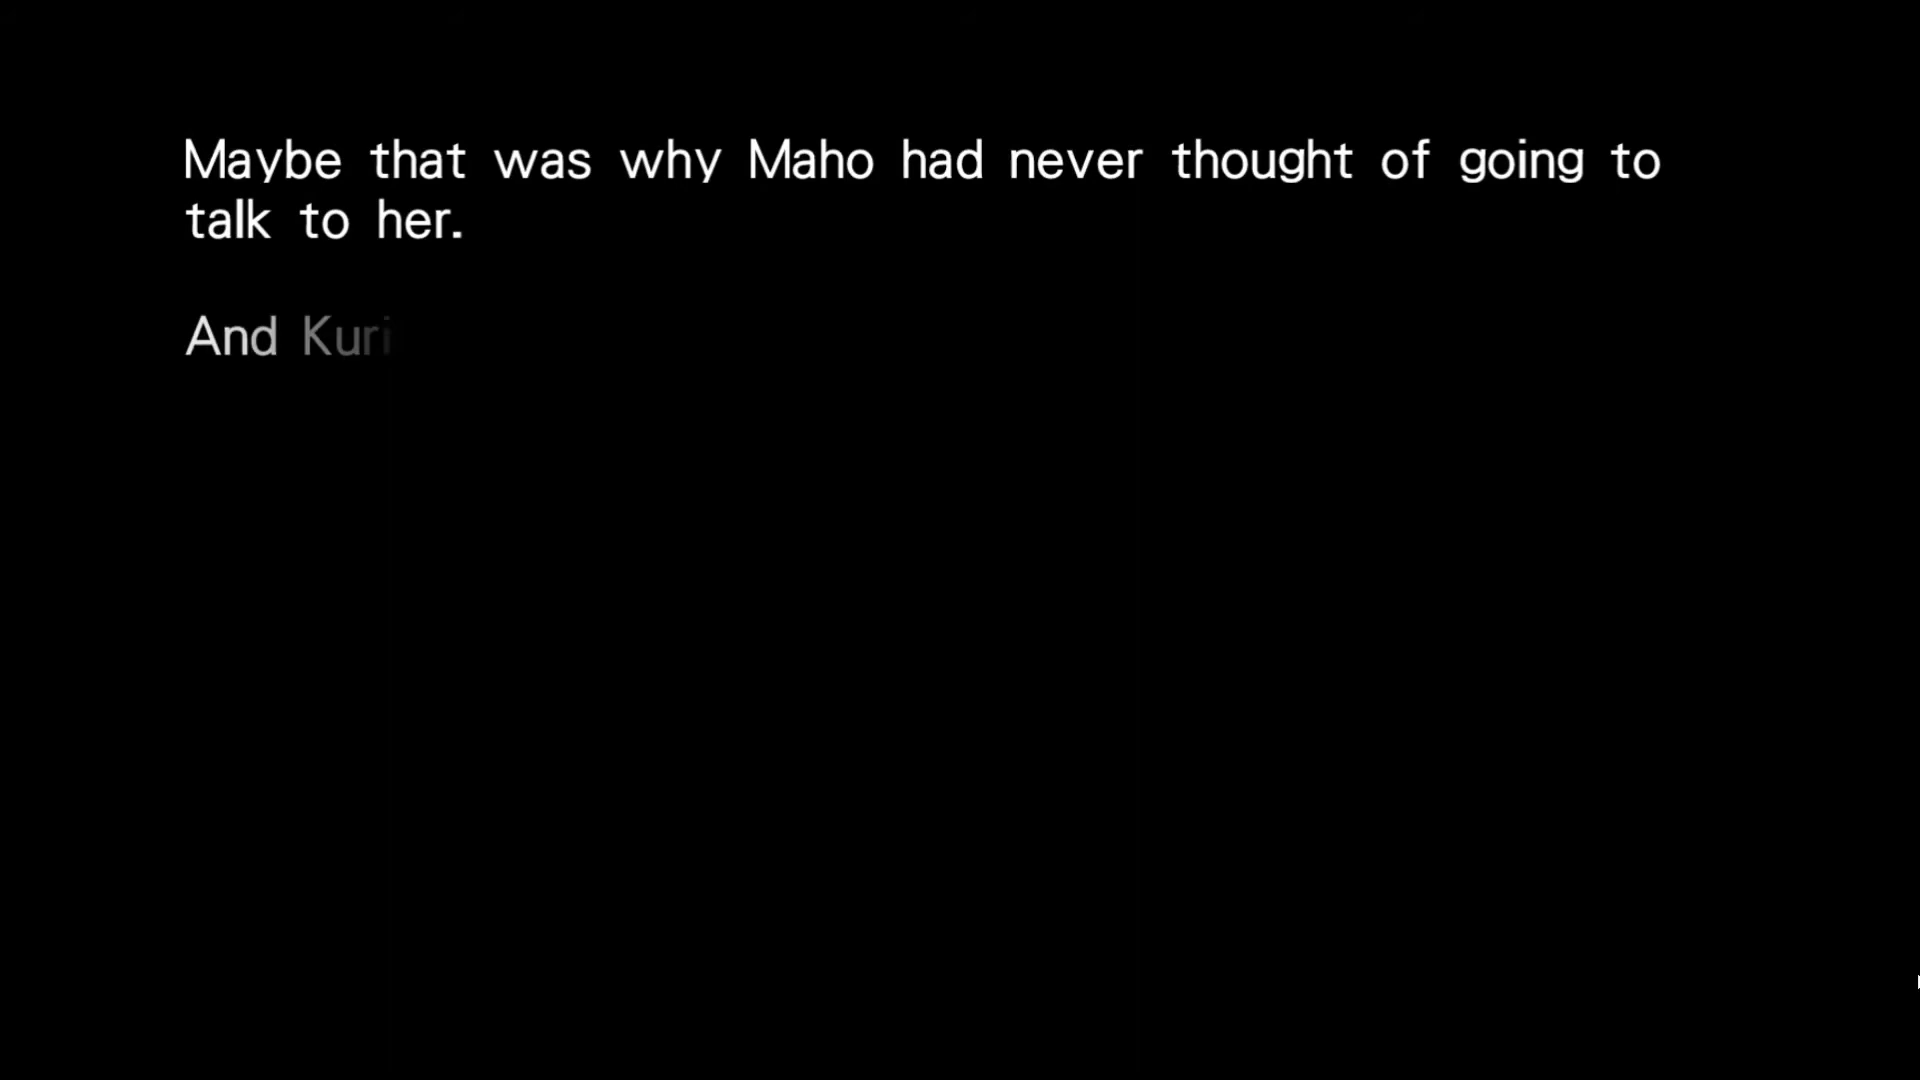 Maybe that was why Maho had never thought of going to
talk to her.
And Kuri